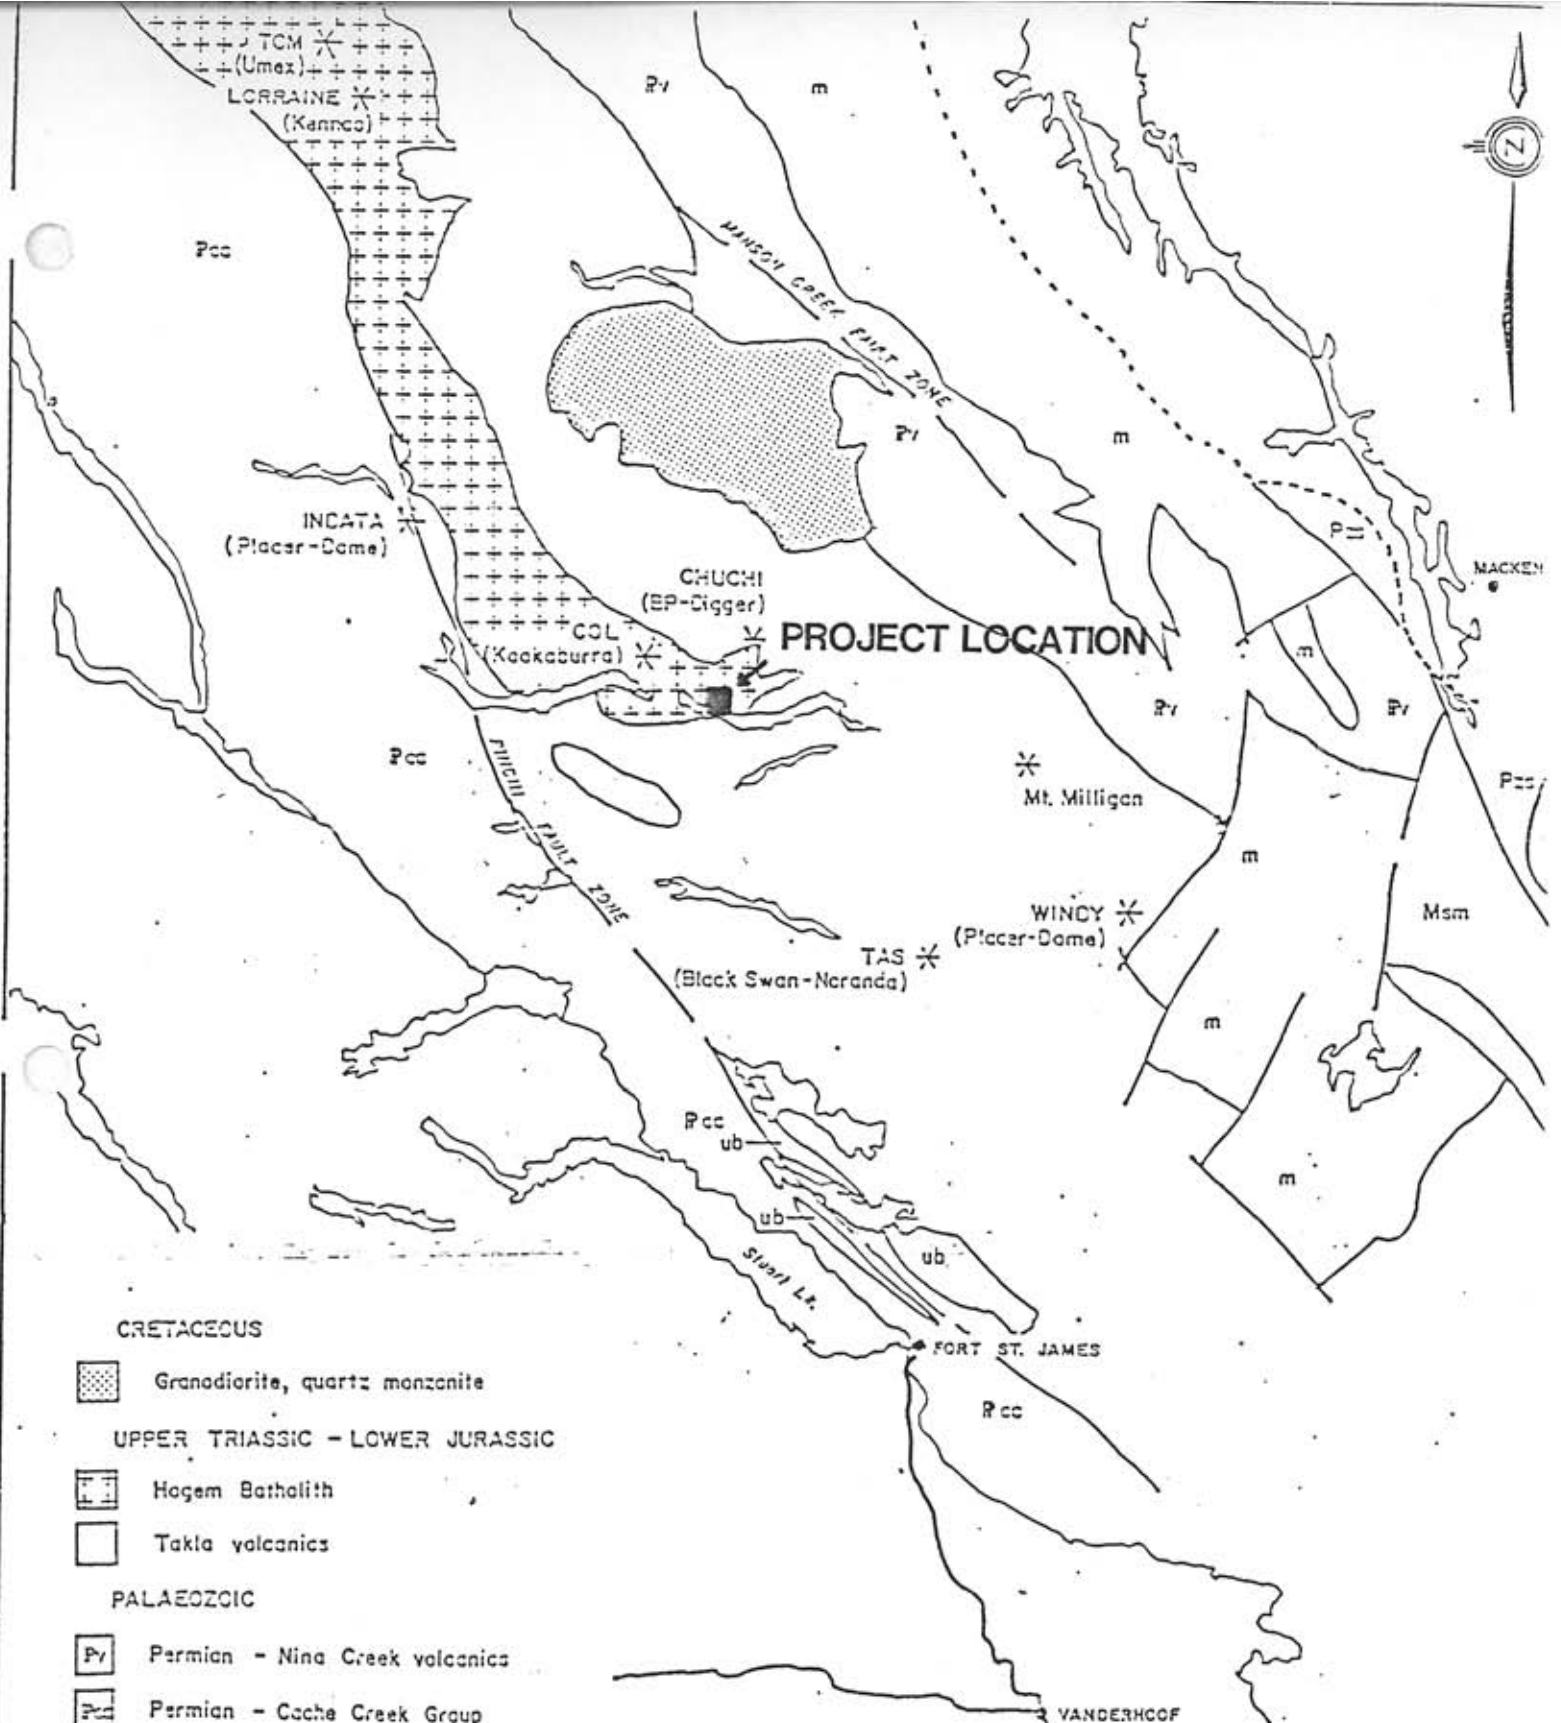 TCM
(Umex)
LORRAINE
(Kennco)
Pv
m
N
Pcc
MANSON CREEK FAULT ZONE
Pv
m
INDATA
(Placer-Dome)
CHUCHI
(BP-Digger)
MACKEN
PROJECT LOCATION
COL
(Kookaburra)
m
Pv
Pv
Pcc
PINCHI FAULT ZONE
Mt. Milligan
m
WINDY
(Placer-Dome)
Msm
TAS
(Black Swan-Noranda)
m
Pcc
ub
m
ub
ub
Stuart Lk.
CRETACEOUS
FORT ST. JAMES
Granodiorite, quartz monzonite
Pcc
UPPER TRIASSIC - LOWER JURASSIC
Hogem Batholith
Takla volcanics
PALAEOZOIC
Pv Permian - Nina Creek volcanics
Pcc Permian - Cache Creek Group
VANDERHOOF